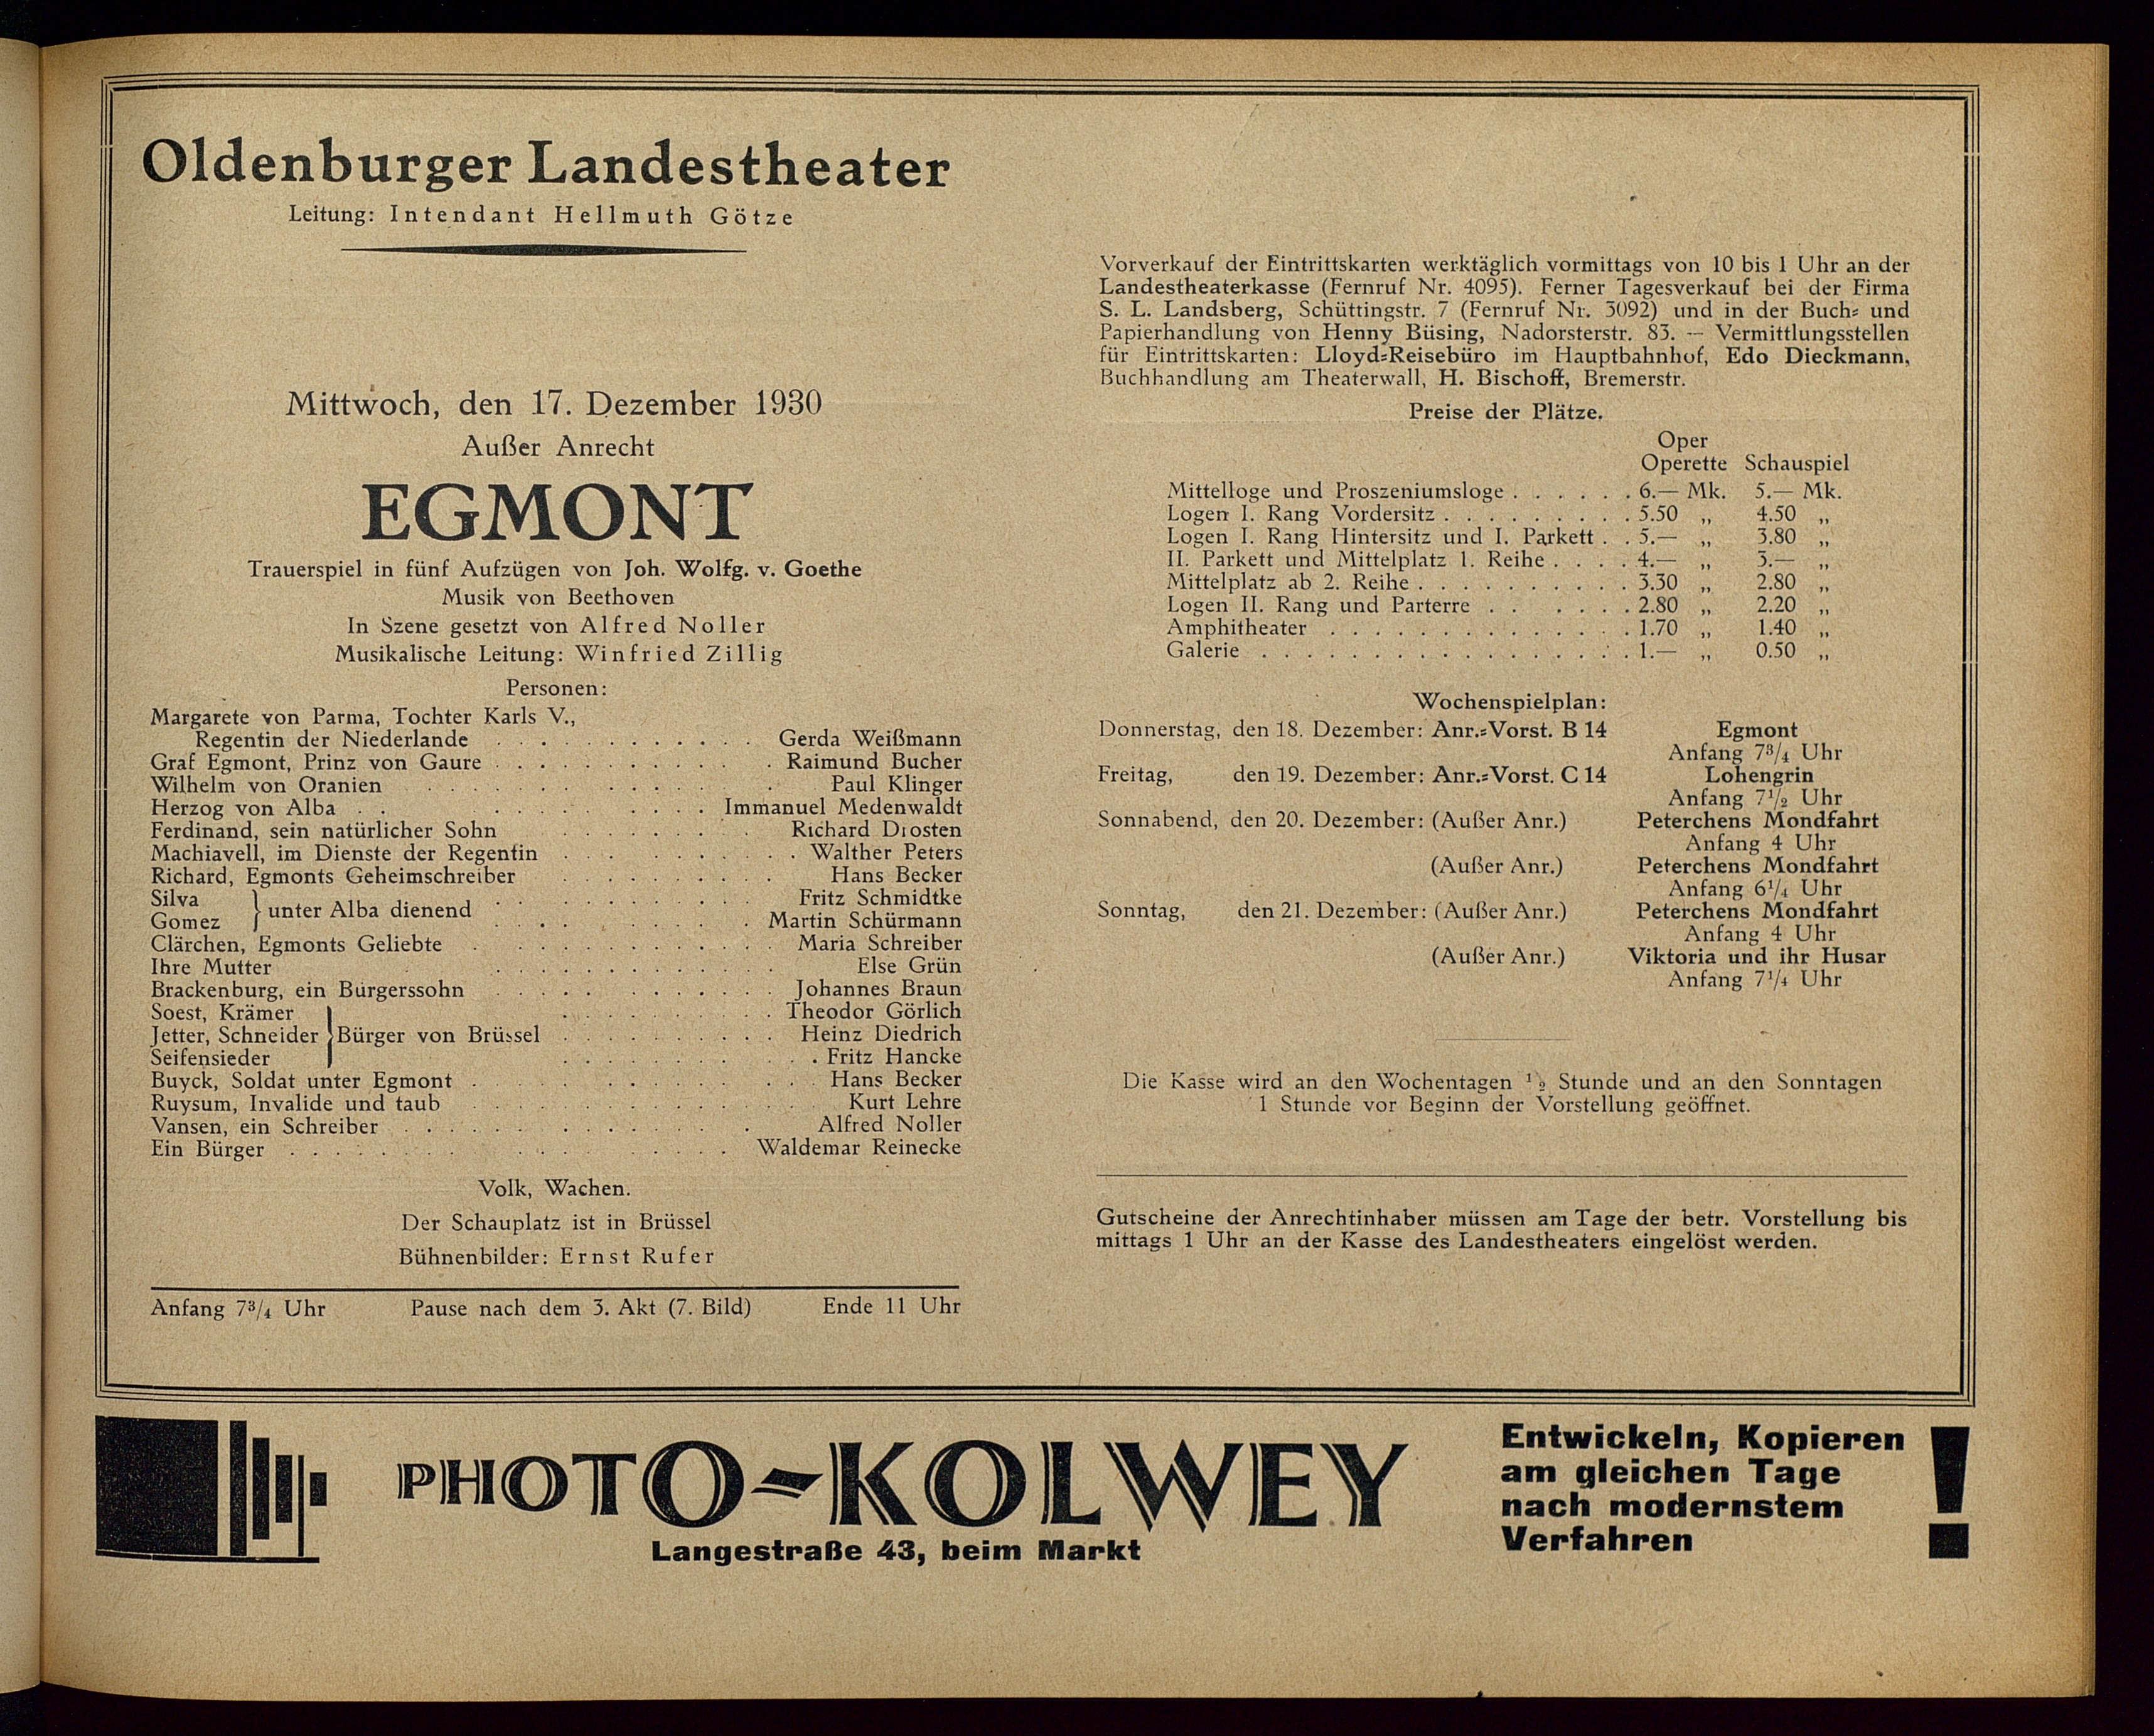 Oldenburger Landestheater
Leitung: Intendant Hellmuth Götze
Mittwoch, den 17. Dezember 1930
Außer Anrecht
EGMONT
Trauerspiel in fünf Aufzügen von Joh. Wolfg. v. Goethe
Musik von Beethoven
In Szene gesetzt von Alfred Noller
Musikalische Leitung: Winfried Zillig
Personen:
Margarete von Parma, Tochter Karls V.,
Regentin der Niederlande . . . . . . . . . . Gerda Weißmann
Graf Egmont, Prinz von Gaure . . . . . . . . . . Raimund Bucher
Wilhelm von Oranien . . . . . . . . . . Paul Klinger
Herzog von Alba . . . . . . . . . . Immanuel Medenwaldt
Ferdinand, sein natürlicher Sohn . . . . . . . . Richard Drosten
Machiavell, im Dienste der Regentin . . . . . . . . Walther Peters
Richard, Egmonts Geheimschreiber . . . . . . . . Hans Becker
Silva . . . . . . . . Fritz Schmidtke
} unter Alba dienend
Gomez . . . . . . . . Martin Schürmann
Clärchen, Egmonts Geliebte . . . . . . . . Maria Schreiber
Ihre Mutter . . . . . . . . Else Grün
Brackenburg, ein Bürgerssohn . . . . . . . . Johannes Braun
Soest, Krämer . . . . . . . . Theodor Görlich
Jetter, Schneider } Bürger von Brüssel . . . . . . . . Heinz Diedrich
Seifensieder . . . . . . . . Fritz Hancke
Buyck, Soldat unter Egmont . . . . . . . . Hans Becker
Ruysum, Invalide und taub . . . . . . . . Kurt Lehre
Vansen, ein Schreiber . . . . . . . . Alfred Noller
Ein Bürger . . . . . . . . Waldemar Reinecke
Volk, Wachen.
Der Schauplatz ist in Brüssel
Bühnenbilder: Ernst Rufer
Anfang 7¾ Uhr Pause nach dem 3. Akt (7. Bild) Ende 11 Uhr
Vorverkauf der Eintrittskarten werktäglich vormittags von 10 bis 1 Uhr an der
Landestheaterkasse (Fernruf Nr. 4095). Ferner Tagesverkauf bei der Firma
S. L. Landsberg, Schüttingstr. 7 (Fernruf Nr. 3092) und in der Buch- und
Papierhandlung von Henny Büsing, Nadorsterstr. 83. — Vermittlungsstellen
für Eintrittskarten: Lloyd-Reisebüro im Hauptbahnhof, Edo Dieckmann,
Buchhandlung am Theaterwall, H. Bischoff, Bremerstr.
Preise der Plätze.
Oper
Operette Schauspiel
Mittelloge und Proszeniumsloge . . . . . . 6.— Mk. 5.— Mk.
Logen I. Rang Vordersitz . . . . . . . . . 5.50 „ 4.50 „
Logen I. Rang Hintersitz und I. Parkett . . 5.— „ 3.80 „
II. Parkett und Mittelplatz 1. Reihe . . . . 4.— „ 3.— „
Mittelplatz ab 2. Reihe . . . . . . . . . . 3.30 „ 2.80 „
Logen II. Rang und Parterre . . . . . . 2.80 „ 2.20 „
Amphitheater . . . . . . . . . . . . . . 1.70 „ 1.40 „
Galerie . . . . . . . . . . . . . . . . . 1.— „ 0.50 „
Wochenspielplan:
Donnerstag, den 18. Dezember: Anr.-Vorst. B 14 Egmont
Anfang 7¾ Uhr
Freitag, den 19. Dezember: Anr.-Vorst. C 14 Lohengrin
Anfang 7½ Uhr
Sonnabend, den 20. Dezember: (Außer Anr.) Peterchens Mondfahrt
Anfang 4 Uhr
(Außer Anr.) Peterchens Mondfahrt
Anfang 6¼ Uhr
Sonntag, den 21. Dezember: (Außer Anr.) Peterchens Mondfahrt
Anfang 4 Uhr
(Außer Anr.) Viktoria und ihr Husar
Anfang 7¼ Uhr
Die Kasse wird an den Wochentagen ½ Stunde und an den Sonntagen
1 Stunde vor Beginn der Vorstellung geöffnet.
Gutscheine der Anrechtinhaber müssen am Tage der betr. Vorstellung bis
mittags 1 Uhr an der Kasse des Landestheaters eingelöst werden.
PHOTO-KOLWEY
Langestraße 43, beim Markt
Entwickeln, Kopieren
am gleichen Tage
nach modernstem
Verfahren !